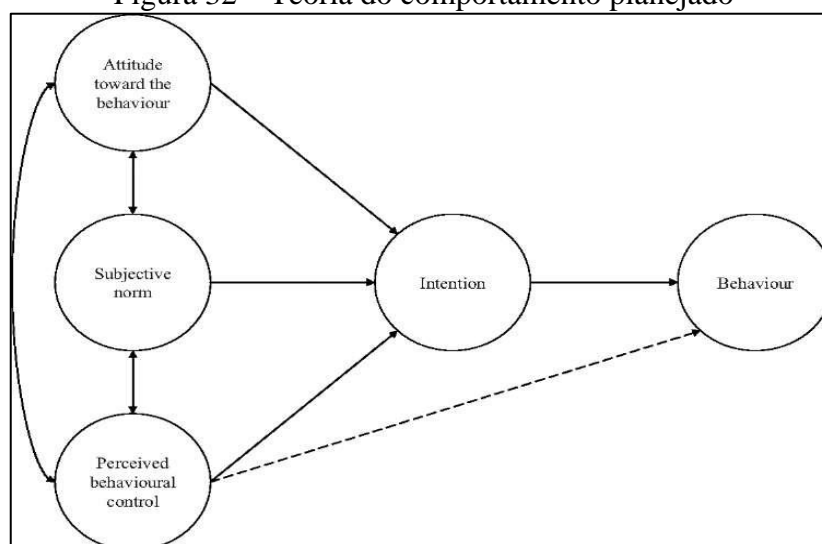 Figura 32 – Teoria do comportamento planejado
Attitude
toward the
behaviour
Subjective
norm
Intention
Behaviour
Perceived
behavioural
control